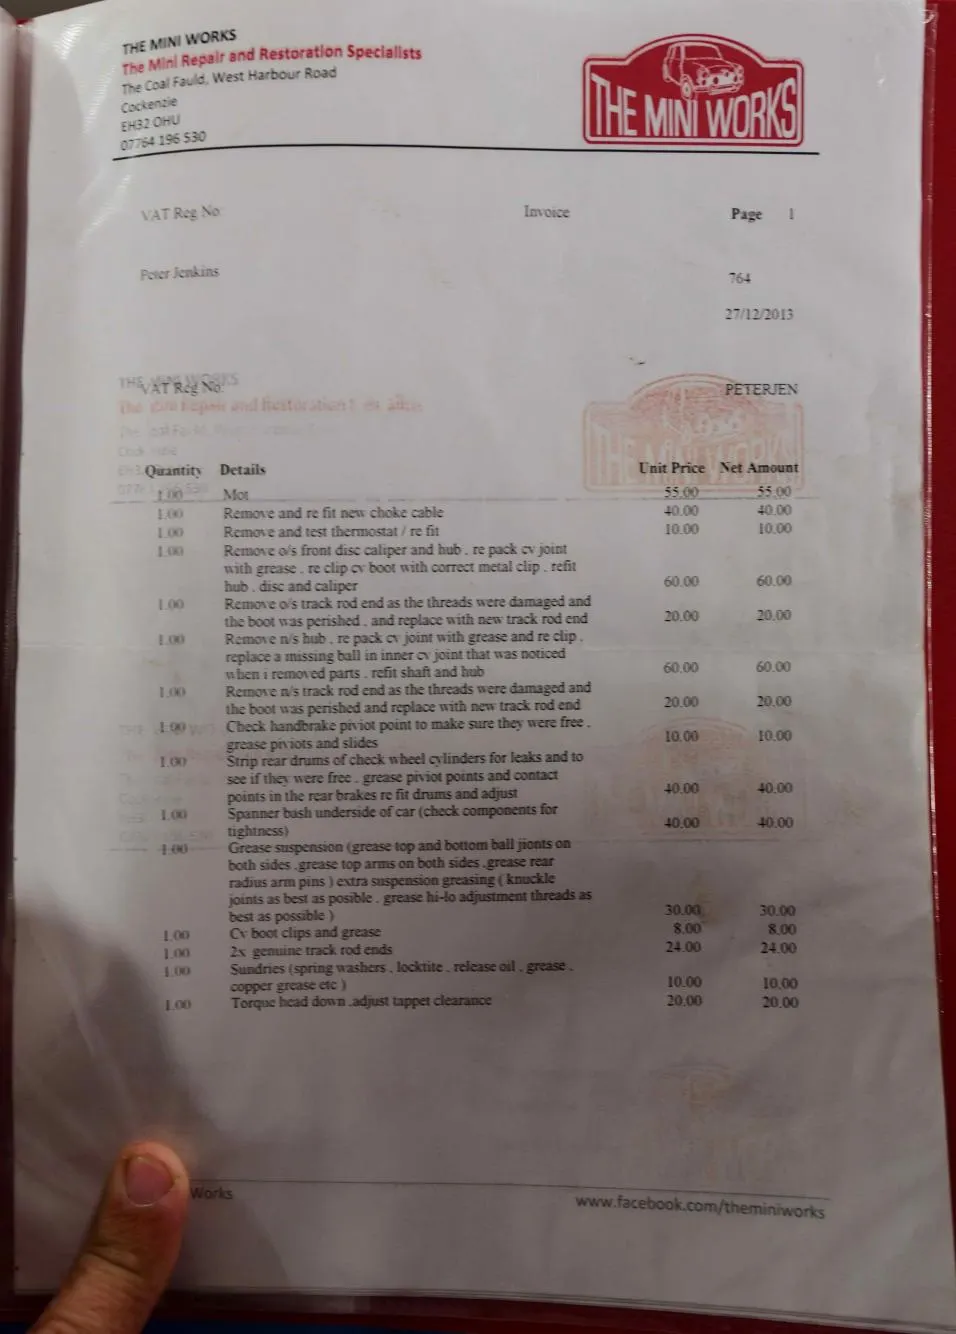 THE MINI WORKS
The Mini Repair and Restoration Specialists
The Coal Fauld, West Harbour Road
Cockenzie
EH32 OHU
07764 196 530
THE MINI WORKS
VAT Reg No: Invoice Page 1
Peter Jenkins 764
27/12/2013
THE MINI WORKS
VAT Reg No: PETERJEN
THE MINI WORKS
Quantity Details Unit Price Net Amount
1.00 Mot 55.00 55.00
1.00 Remove and re fit new choke cable 40.00 40.00
1.00 Remove and test thermostat / re fit 10.00 10.00
1.00 Remove o/s front disc caliper and hub . re pack cv joint
with grease . re clip cv boot with correct metal clip . refit
hub . disc and caliper 60.00 60.00
1.00 Remove o/s track rod end as the threads were damaged and
the boot was perished . and replace with new track rod end 20.00 20.00
1.00 Remove n/s hub . re pack cv joint with grease and re clip .
replace a missing ball in inner cv joint that was noticed
when i removed parts . refit shaft and hub 60.00 60.00
1.00 Remove n/s track rod end as the threads were damaged and
the boot was perished and replace with new track rod end 20.00 20.00
1.00 Check handbrake piviot point to make sure they were free .
grease piviots and slides 10.00 10.00
1.00 Strip rear drums of check wheel cylinders for leaks and to
see if they were free . grease piviot points and contact
points in the rear brakes re fit drums and adjust 40.00 40.00
1.00 Spanner bash underside of car (check components for
tightness) 40.00 40.00
1.00 Grease suspension (grease top and bottom ball jionts on
both sides .grease top arms on both sides .grease rear
radius arm pins ) extra suspension greasing ( knuckle
joints as best as posible . grease hi-lo adjustment threads as
best as possible ) 30.00 30.00
1.00 Cv boot clips and grease 8.00 8.00
1.00 2x genuine track rod ends 24.00 24.00
1.00 Sundries (spring washers . locktite . release oil . grease .
copper grease etc ) 10.00 10.00
1.00 Torque head down .adjust tappet clearance 20.00 20.00
Works www.facebook.com/theminiworks